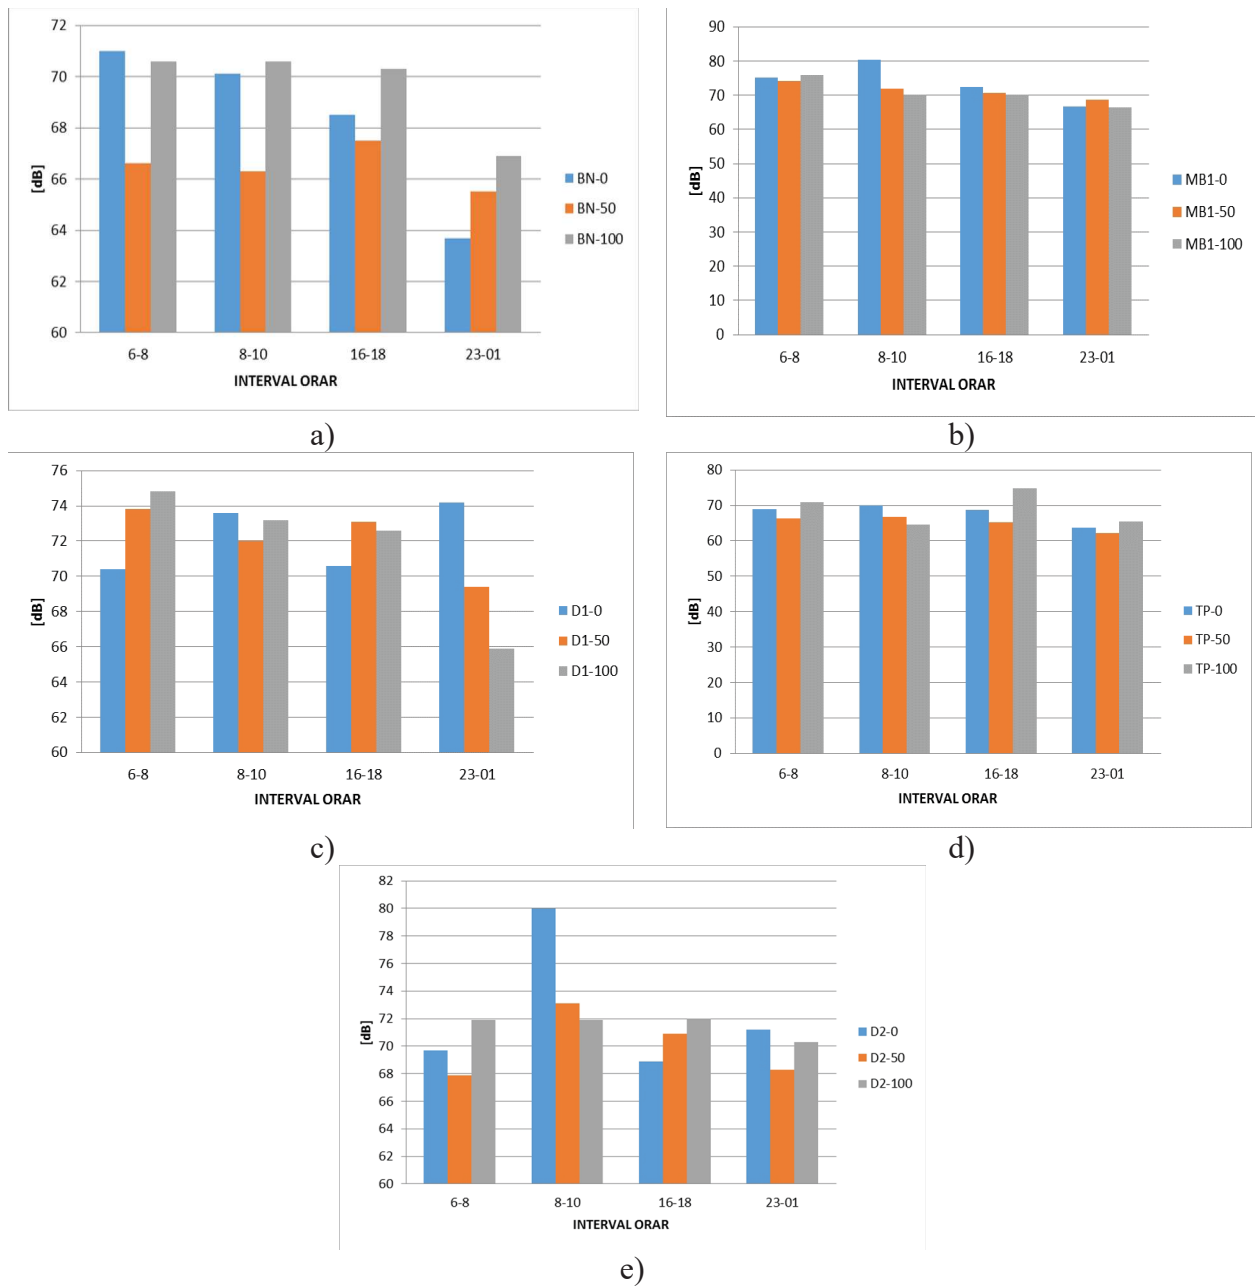 72
70
68
66
64
62
60
[dB]
6-8 8-10 16-18 23-01
INTERVAL ORAR
BN-0
BN-50
BN-100
a)
90
80
70
60
50
40
30
20
10
0
[dB]
6-8 8-10 16-18 23-01
INTERVAL ORAR
MB1-0
MB1-50
MB1-100
b)
76
74
72
70
68
66
64
62
60
[dB]
6-8 8-10 16-18 23-01
INTERVAL ORAR
D1-0
D1-50
D1-100
c)
80
70
60
50
40
30
20
10
0
[dB]
6-8 8-10 16-18 23-01
INTERVAL ORAR
TP-0
TP-50
TP-100
d)
82
80
78
76
74
72
70
68
66
64
62
60
[dB]
6-8 8-10 16-18 23-01
INTERVAL ORAR
D2-0
D2-50
D2-100
e)